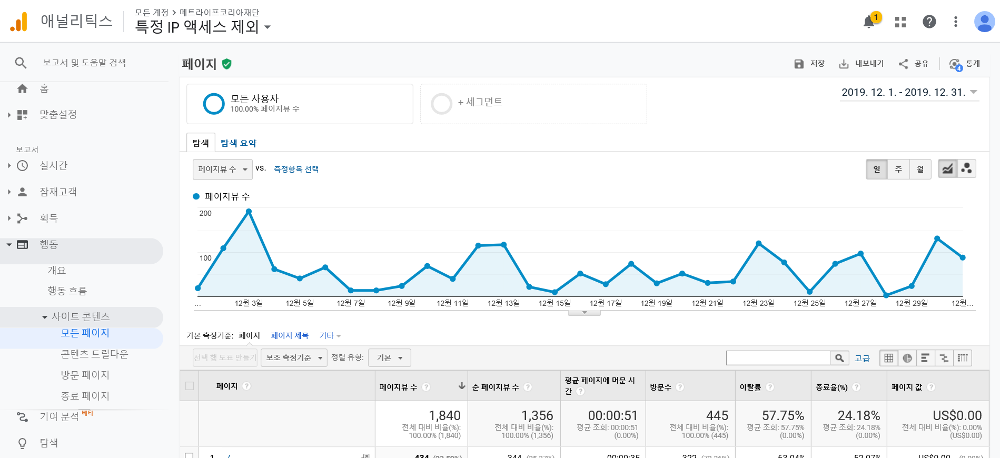 애널리틱스
모든 계정 > 메트라이프코리아재단
특정 IP 액세스 제외
1
보고서 및 도움말 검색
홈
맞춤설정
보고서
실시간
잠재고객
획득
행동
개요
행동 흐름
사이트 콘텐츠
모든 페이지
콘텐츠 드릴다운
방문 페이지
종료 페이지
기여 분석 베타
탐색
페이지
저장 내보내기 공유 4 통계
모든 사용자
100.00% 페이지뷰 수
+ 세그먼트
2019. 12. 1. - 2019. 12. 31.
탐색 탐색 요약
페이지뷰 수 vs. 측정항목 선택
일 주 월
페이지뷰 수
200
100
... 12월 3일 12월 5일 12월 7일 12월 9일 12월 11일 12월 13일 12월 15일 12월 17일 12월 19일 12월 21일 12월 23일 12월 25일 12월 27일 12월 29일 12월...
기본 측정기준: 페이지 페이지 제목 기타
선택 행 도표 만들기 보조 측정기준 정렬 유형: 기본 고급
페이지 ? 페이지뷰 수 ? 순 페이지뷰 수 ? 평균 페이지에 머문 시간 ? 방문수 ? 이탈률 ? 종료율(%) ? 페이지 값 ?
1,840 1,356 00:00:51 445 57.75% 24.18% US$0.00
전체 대비 비율(%): 전체 대비 비율(%): 평균 조회: 00:00:51 전체 대비 비율(%): 평균 조회: 57.75% 평균 조회: 24.18% 전체 대비 비율(%): 0.00%
100.00% (1,840) 100.00% (1,356) (0.00%) 100.00% (445) (0.00%) (0.00%) (US$0.00)
1. / 434 344 00:00:35 322 63.04% 52.07% US$0.00